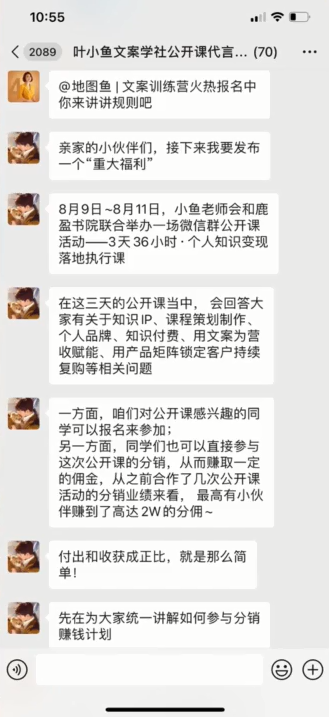 10:55
2089
叶小鱼文案学社公开课代言... (70)
@地图鱼 | 文案训练营火热报名中
你来讲讲规则吧
亲家的小伙伴们，接下来我要发布
一个“重大福利”
8月9日~8月11日，小鱼老师会和鹿
盈书院联合举办一场微信群公开课
活动——3天36小时·个人知识变现
落地执行课
在这三天的公开课当中， 会回答大
家有关于知识IP、课程策划制作、
个人品牌、知识付费、用文案为营
收赋能、用产品矩阵锁定客户持续
复购等相关问题
一方面，咱们对公开课感兴趣的同
学可以报名来参加；
另一方面，同学们也可以直接参与
这次公开课的分销，从而赚取一定
的佣金，从之前合作了几次公开课
活动的分销业绩来看， 最高有小伙
伴赚到了高达2W的分佣~
付出和收获成正比，就是那么简
单！
先在为大家统一讲解如何参与分销
赚钱计划